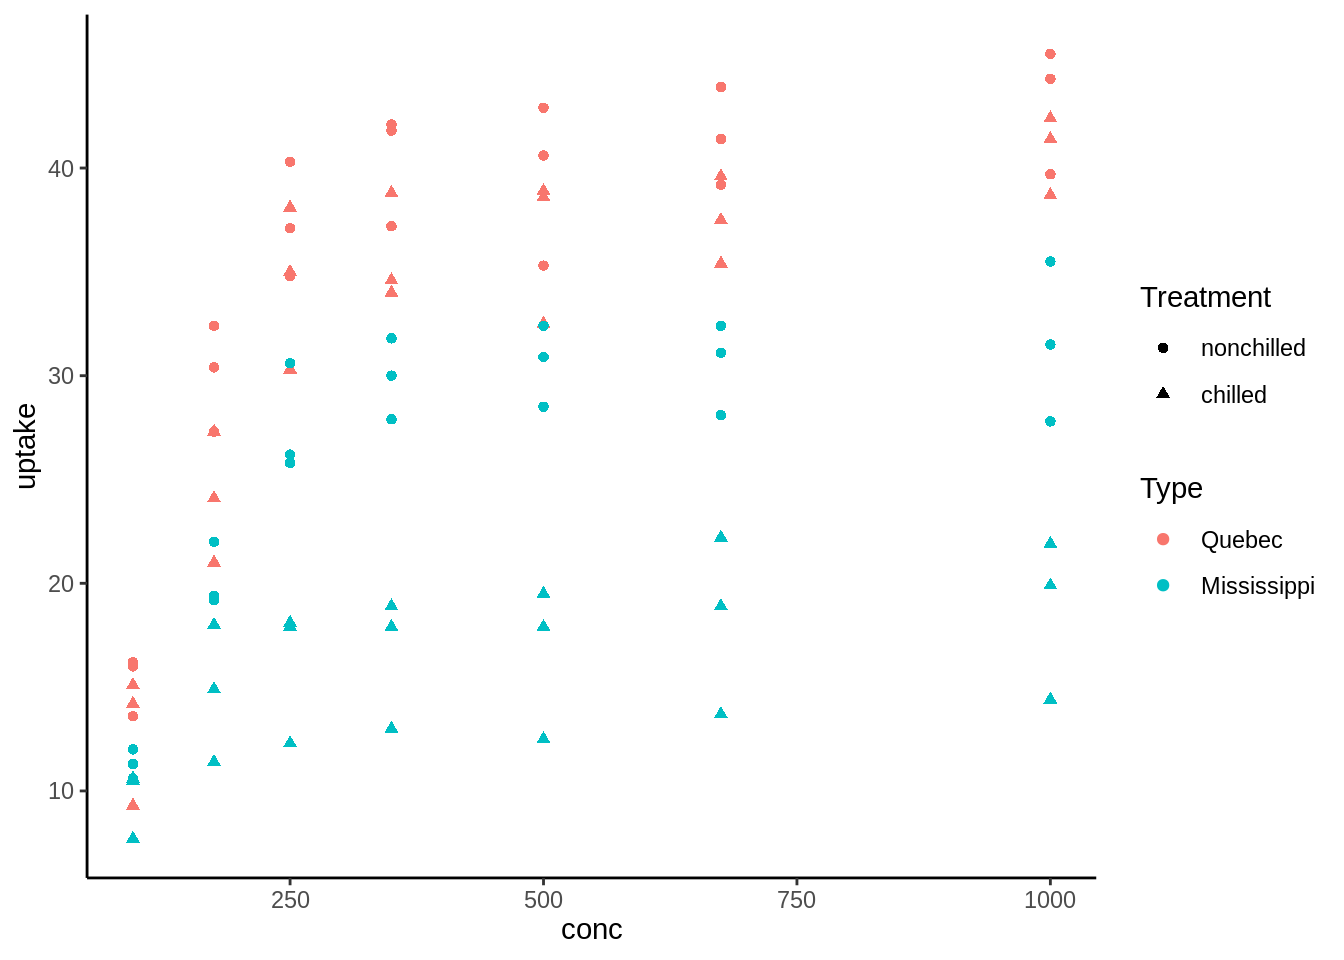 40
30
20
10
uptake
250
500
750
1000
conc
Treatment
nonchilled
chilled
Type
Quebec
Mississippi